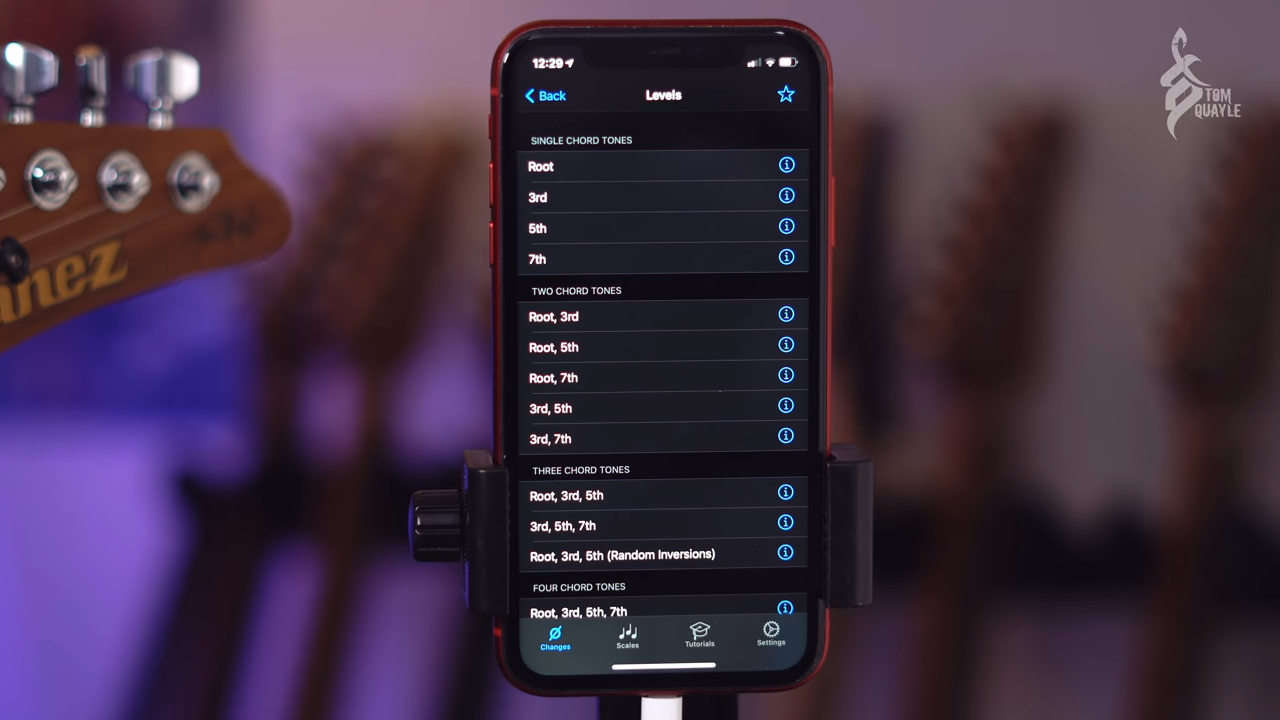 12:29
Back
Levels
SINGLE CHORD TONES
Root
3rd
5th
7th
TWO CHORD TONES
Root, 3rd
Root, 5th
Root, 7th
3rd, 5th
3rd, 7th
THREE CHORD TONES
Root, 3rd, 5th
3rd, 5th, 7th
Root, 3rd, 5th (Random Inversions)
FOUR CHORD TONES
Root, 3rd, 5th, 7th
Changes
Scales
Tutorials
Settings
TOM
QUAYLE
anez